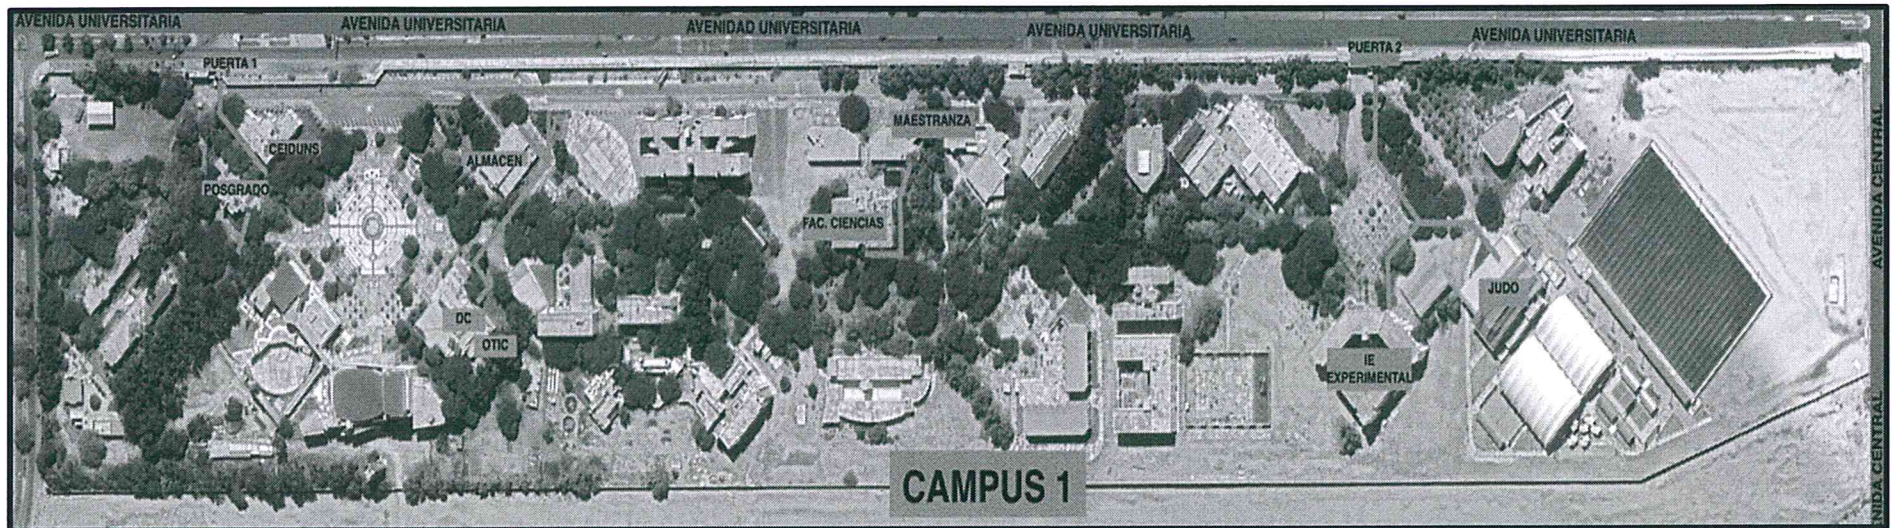 AVENIDA UNIVERSITARIA
AVENIDA UNIVERSITARIA
AVENIDAD UNIVERSITARIA
AVENIDA UNIVERSITARIA
AVENIDA UNIVERSITARIA
PUERTA 1
PUERTA 2
MAESTRANZA
CEIDUNS
ALMACEN
POSGRADO
FAC. CIENCIAS
AVENIDA CENTRAL
JUDO
DC
OTIC
IE
EXPERIMENTAL
CAMPUS 1
NIDA CENTRAL